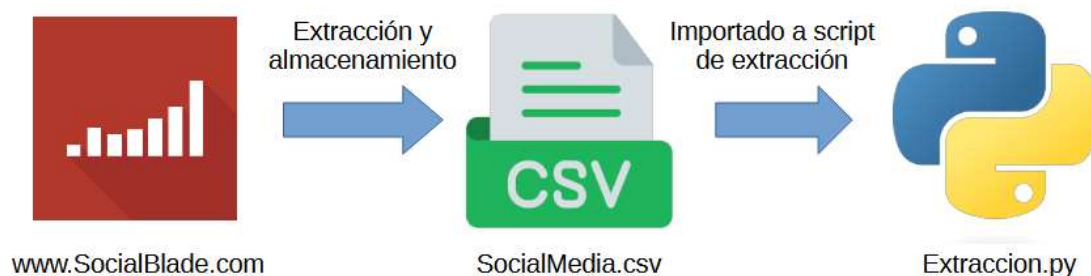 Extracción y
almacenamiento
Importado a script
de extracción
CSV
www.SocialBlade.com
SocialMedia.csv
Extraccion.py